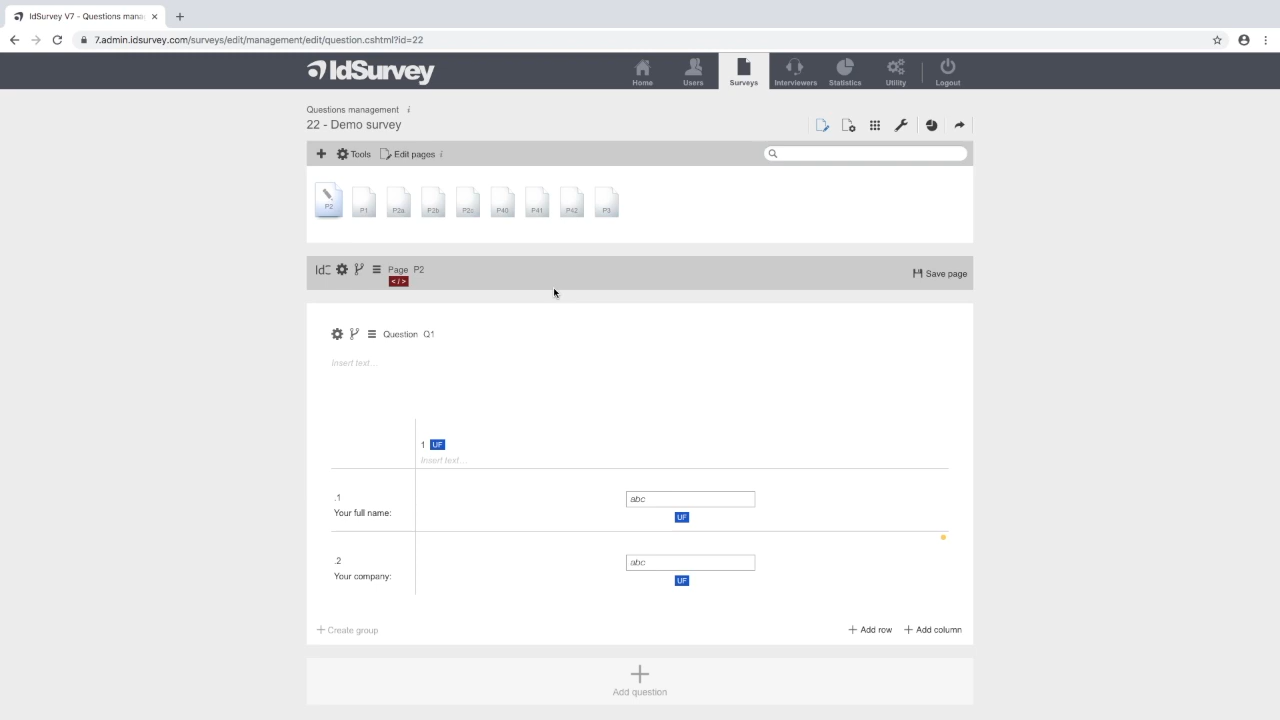 IdSurvey V7 - Questions mana
7.admin.idsurvey.com/surveys/edit/management/edit/question.cshtml?id=22
IdSurvey
Home
Users
Surveys
Interviewers
Statistics
Utility
Logout
Questions management i
22 - Demo survey
Tools
Edit pages i
P2
P1
P2a
P2b
P2c
P40
P41
P42
P3
Id
Page P2
</>
Save page
Question Q1
Insert text...
1 UF
Insert text...
.1
Your full name:
abc
UF
.2
Your company:
abc
UF
Create group
Add row
Add column
Add question